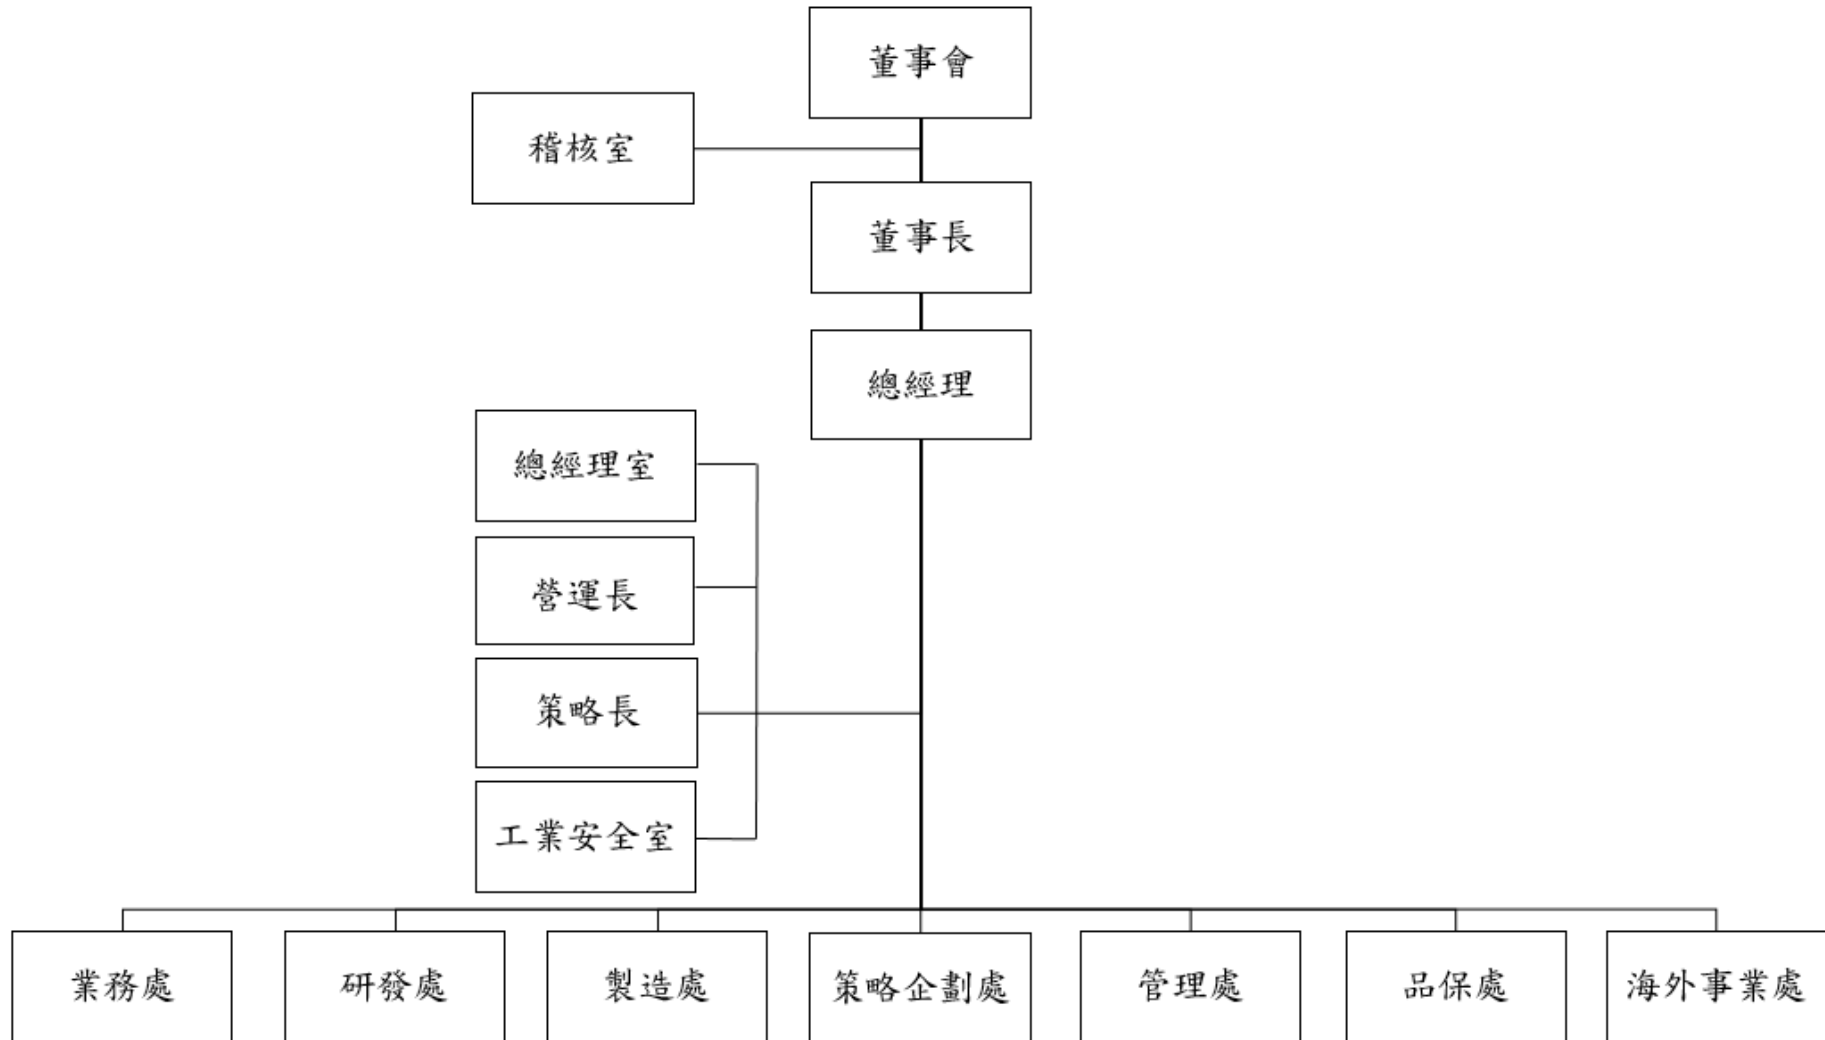 董事會
稽核室
董事長
總經理
總經理室
營運長
策略長
工業安全室
業務處
研發處
製造處
策略企劃處
管理處
品保處
海外事業處